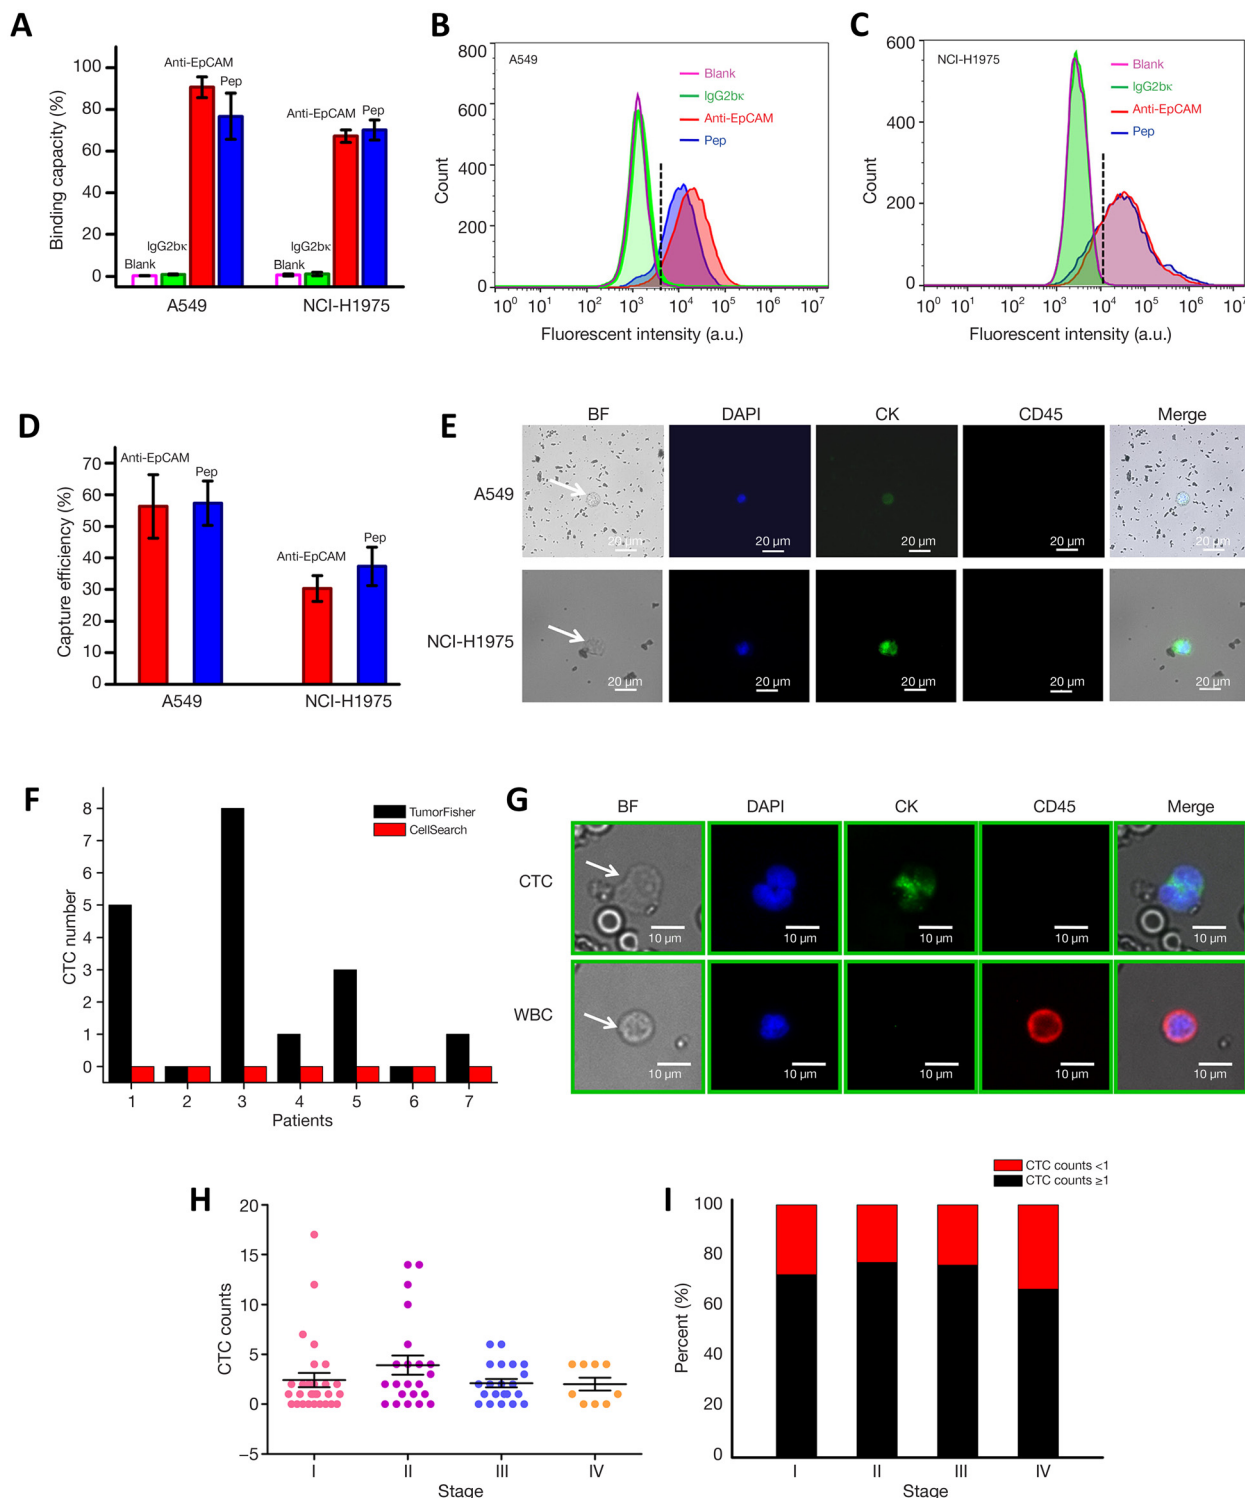 A
Binding capacity (%)
100
80
60
40
20
0
Anti-EpCAM
Pep
IgG2bκ
Blank
Anti-EpCAM
Pep
IgG2bκ
Blank
A549
NCI-H1975
B
Count
800
600
400
200
0
A549
Blank
IgG2bκ
Anti-EpCAM
Pep
10⁰ 10¹ 10² 10³ 10⁴ 10⁵ 10⁶ 10⁷
Fluorescent intensity (a.u.)
C
Count
600
400
200
0
NCI-H1975
Blank
IgG2bκ
Anti-EpCAM
Pep
10⁰ 10¹ 10² 10³ 10⁴ 10⁵ 10⁶ 10⁷
Fluorescent intensity (a.u.)
D
Capture efficiency (%)
70
60
50
40
30
20
10
0
Anti-EpCAM
Pep
Anti-EpCAM
Pep
A549
NCI-H1975
E
BF DAPI CK CD45 Merge
A549
20 μm 20 μm 20 μm 20 μm 20 μm
NCI-H1975
20 μm 20 μm 20 μm 20 μm 20 μm
F
CTC number
8
7
6
5
4
3
2
1
0
TumorFisher
CellSearch
1 2 3 4 5 6 7
Patients
G
BF DAPI CK CD45 Merge
CTC
10 μm 10 μm 10 μm 10 μm 10 μm
WBC
10 μm 10 μm 10 μm 10 μm 10 μm
H
CTC counts
20
15
10
5
0
–5
I II III IV
Stage
I
CTC counts <1
CTC counts ≥1
Percent (%)
100
80
60
40
20
0
I II III IV
Stage